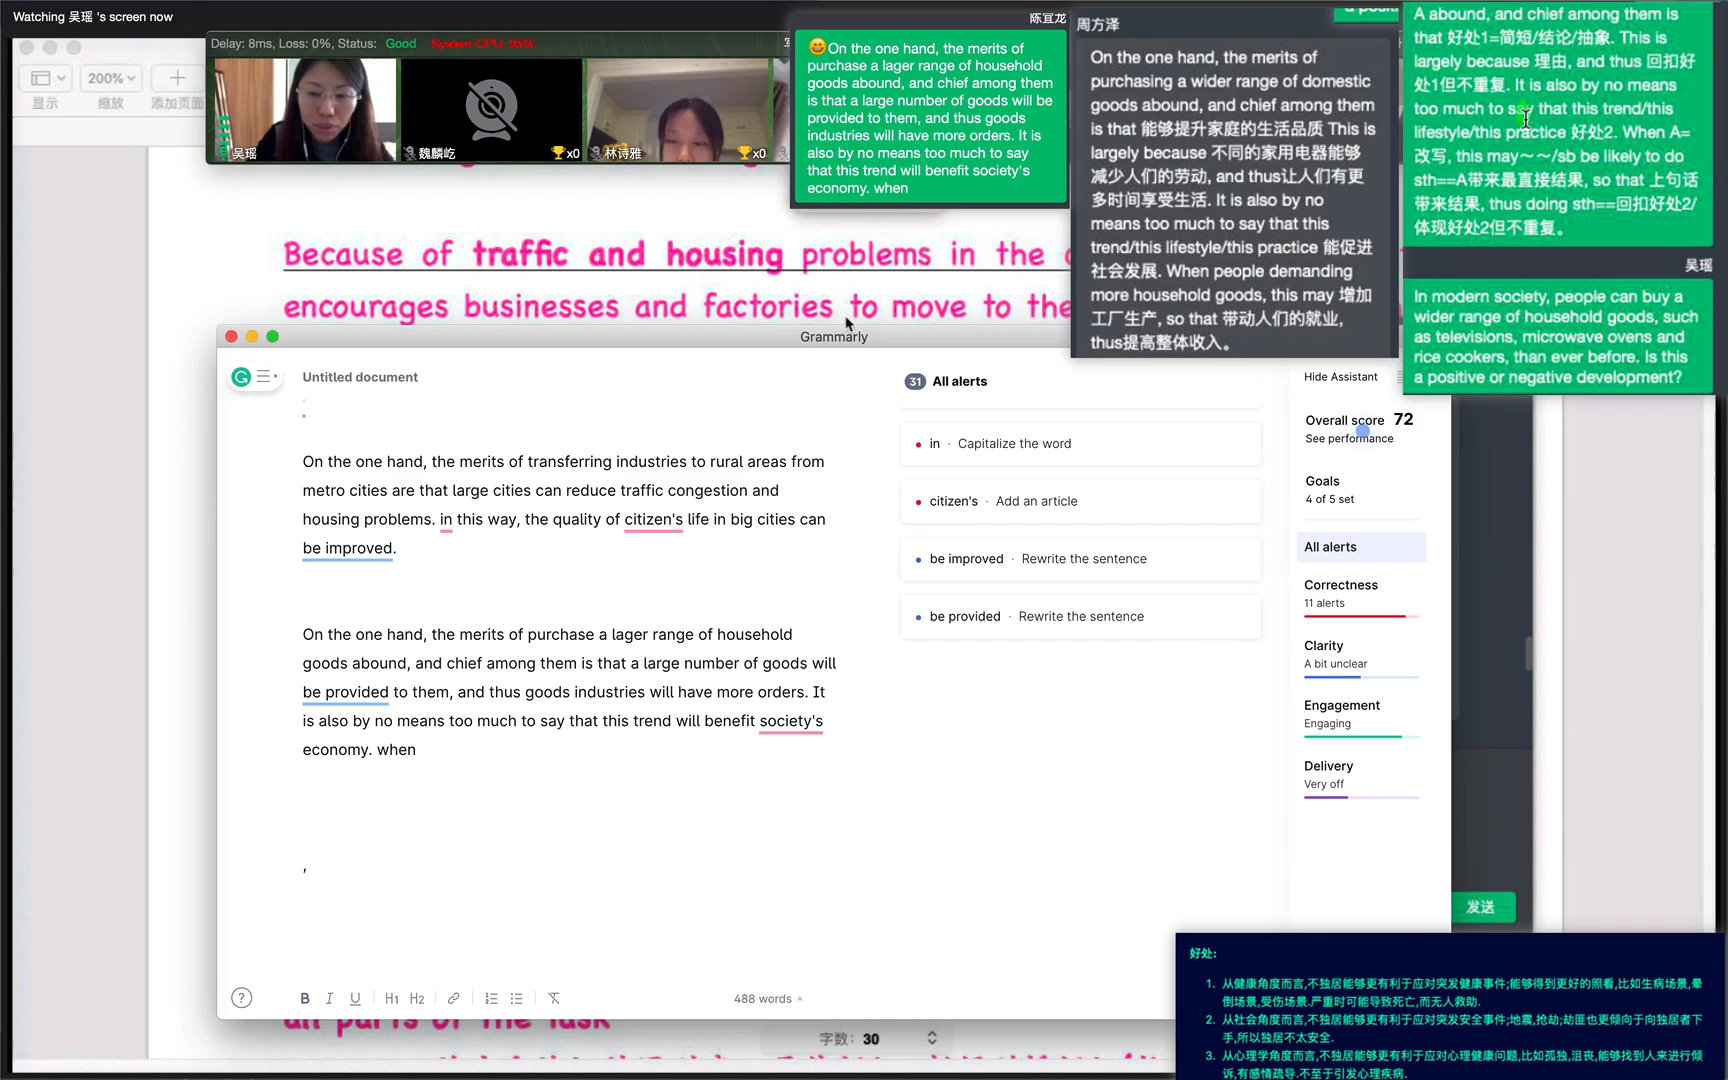 Watching 吴瑶 's screen now
200%
显示
缩放
添加页面
Delay: 8ms, Loss: 0%, Status: Good
System CPU: 91%
吴瑶
魏麟屹
x0
林诗雅
x0
陈宜龙
😄On the one hand, the merits of
purchase a lager range of household
goods abound, and chief among them
is that a large number of goods will be
provided to them, and thus goods
industries will have more orders. It is
also by no means too much to say
that this trend will benefit society's
economy. when
周方泽
On the one hand, the merits of
purchasing a wider range of domestic
goods abound, and chief among them
is that 能够提升家庭的生活品质 This is
largely because 不同的家用电器能够
减少人们的劳动, and thus让人们有更
多时间享受生活. It is also by no
means too much to say that this
trend/this lifestyle/this practice 能促进
社会发展. When people demanding
more household goods, this may 增加
工厂生产, so that 带动人们的就业,
thus提高整体收入。
A abound, and chief among them is
that 好处1=简短/结论/抽象. This is
largely because 理由, and thus 回扣好
处1但不重复. It is also by no means
too much to say that this trend/this
lifestyle/this practice 好处2. When A=
改写, this may～～/sb be likely to do
sth==A带来最直接结果, so that 上句话
带来结果, thus doing sth==回扣好处2/
体现好处2但不重复。
吴瑶
In modern society, people can buy a
wider range of household goods, such
as televisions, microwave ovens and
rice cookers, than ever before. Is this
a positive or negative development?
Because of traffic and housing problems in the
encourages businesses and factories to move to the
Grammarly
Untitled document
31 All alerts
Hide Assistant
On the one hand, the merits of transferring industries to rural areas from
metro cities are that large cities can reduce traffic congestion and
housing problems. in this way, the quality of citizen's life in big cities can
be improved.
On the one hand, the merits of purchase a lager range of household
goods abound, and chief among them is that a large number of goods will
be provided to them, and thus goods industries will have more orders. It
is also by no means too much to say that this trend will benefit society's
economy. when
,
in · Capitalize the word
citizen's · Add an article
be improved · Rewrite the sentence
be provided · Rewrite the sentence
Overall score 72
See performance
Goals
4 of 5 set
All alerts
Correctness
11 alerts
Clarity
A bit unclear
Engagement
Engaging
Delivery
Very off
发送
B I U H1 H2
488 words
all parts of the task
字数: 30
好处:
1. 从健康角度而言,不独居能够更有利于应对突发健康事件;能够得到更好的照看,比如生病场景,晕
倒场景,受伤场景.严重时可能导致死亡,而无人救助.
2. 从社会角度而言,不独居能够更有利于应对突发安全事件;地震,抢劫;劫匪也更倾向于向独居者下
手,所以独居不太安全.
3. 从心理学角度而言,不独居能够更有利于应对心理健康问题,比如孤独,沮丧,能够找到人来进行倾
诉,有感情疏导.不至于引发心理疾病.